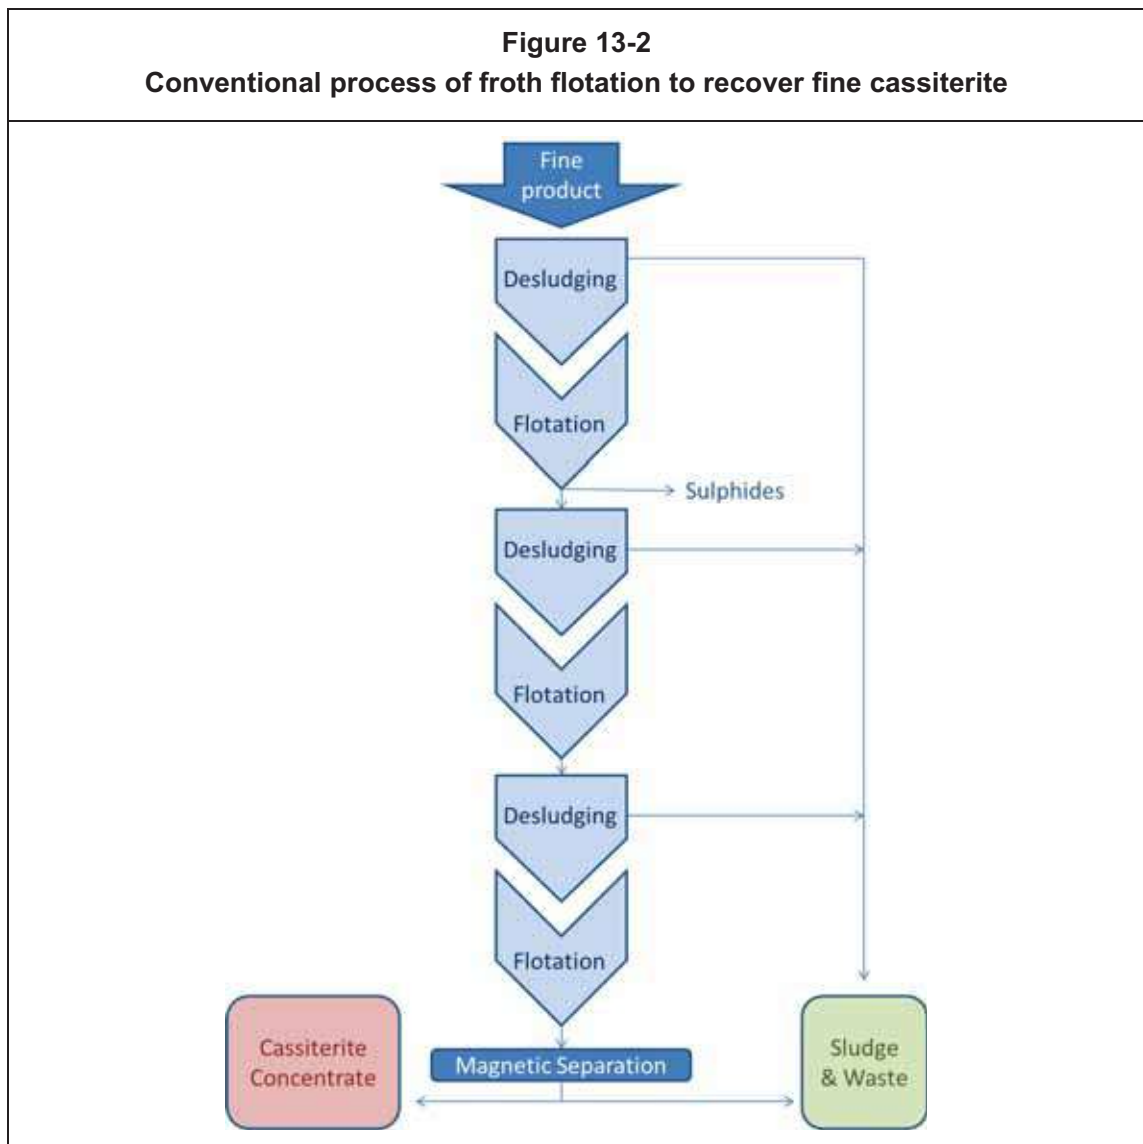 Figure 13-2
Conventional process of froth flotation to recover fine cassiterite
Fine
product
Desludging
Flotation
Sulphides
Desludging
Flotation
Desludging
Flotation
Cassiterite
Concentrate
Magnetic Separation
Sludge
& Waste